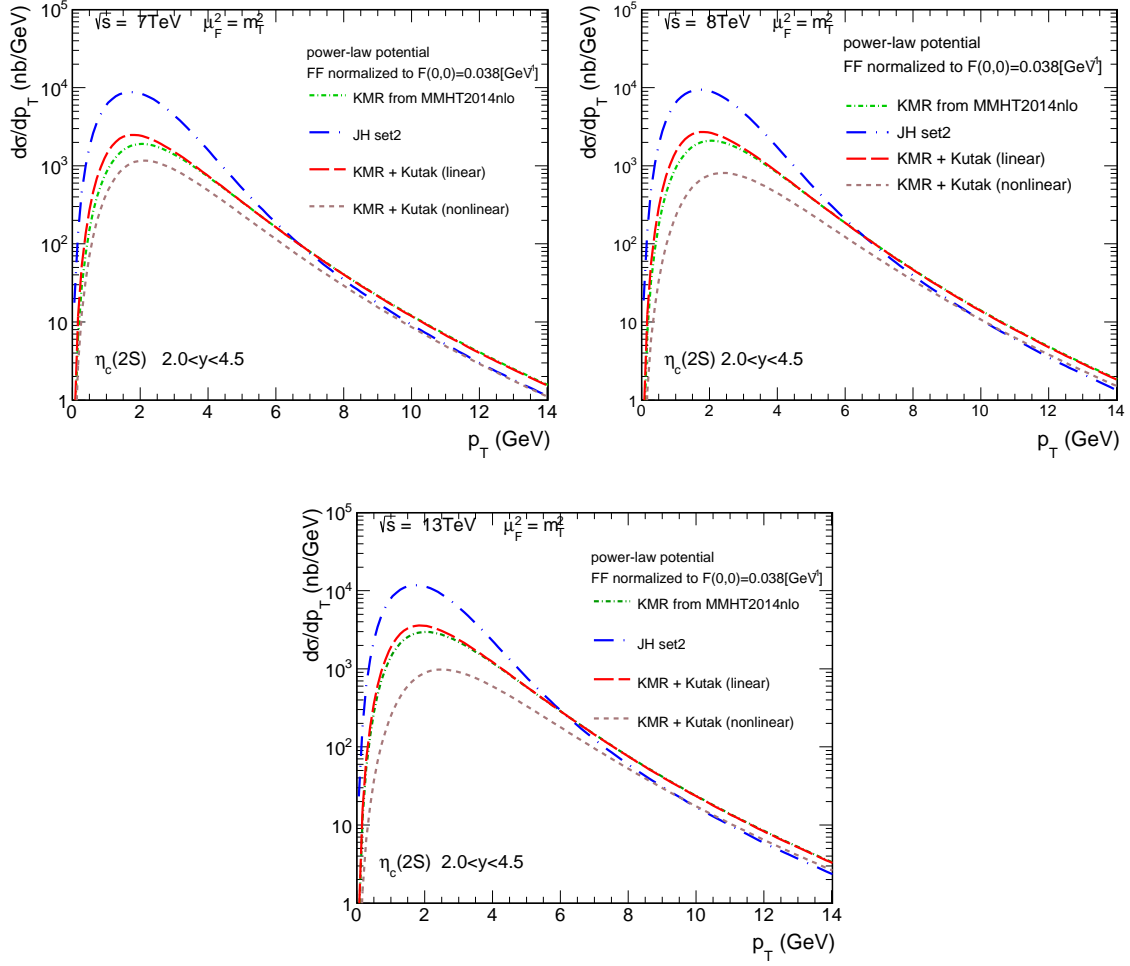 √s = 7TeV μ_F^2 = m_T^2
power-law potential
FF normalized to F(0,0)=0.038[GeV^1]
KMR from MMHT2014nlo
JH set2
KMR + Kutak (linear)
KMR + Kutak (nonlinear)
η_c(2S) 2.0<y<4.5
dσ/dp_T (nb/GeV)
10^5
10^4
10^3
10^2
10
1
0 2 4 6 8 10 12 14
p_T (GeV)
√s = 8TeV μ_F^2 = m_T^2
power-law potential
FF normalized to F(0,0)=0.038[GeV^1]
KMR from MMHT2014nlo
JH set2
KMR + Kutak (linear)
KMR + Kutak (nonlinear)
η_c(2S) 2.0<y<4.5
dσ/dp_T (nb/GeV)
10^5
10^4
10^3
10^2
10
1
0 2 4 6 8 10 12 14
p_T (GeV)
√s = 13TeV μ_F^2 = m_T^2
power-law potential
FF normalized to F(0,0)=0.038[GeV^1]
KMR from MMHT2014nlo
JH set2
KMR + Kutak (linear)
KMR + Kutak (nonlinear)
η_c(2S) 2.0<y<4.5
dσ/dp_T (nb/GeV)
10^5
10^4
10^3
10^2
10
1
0 2 4 6 8 10 12 14
p_T (GeV)